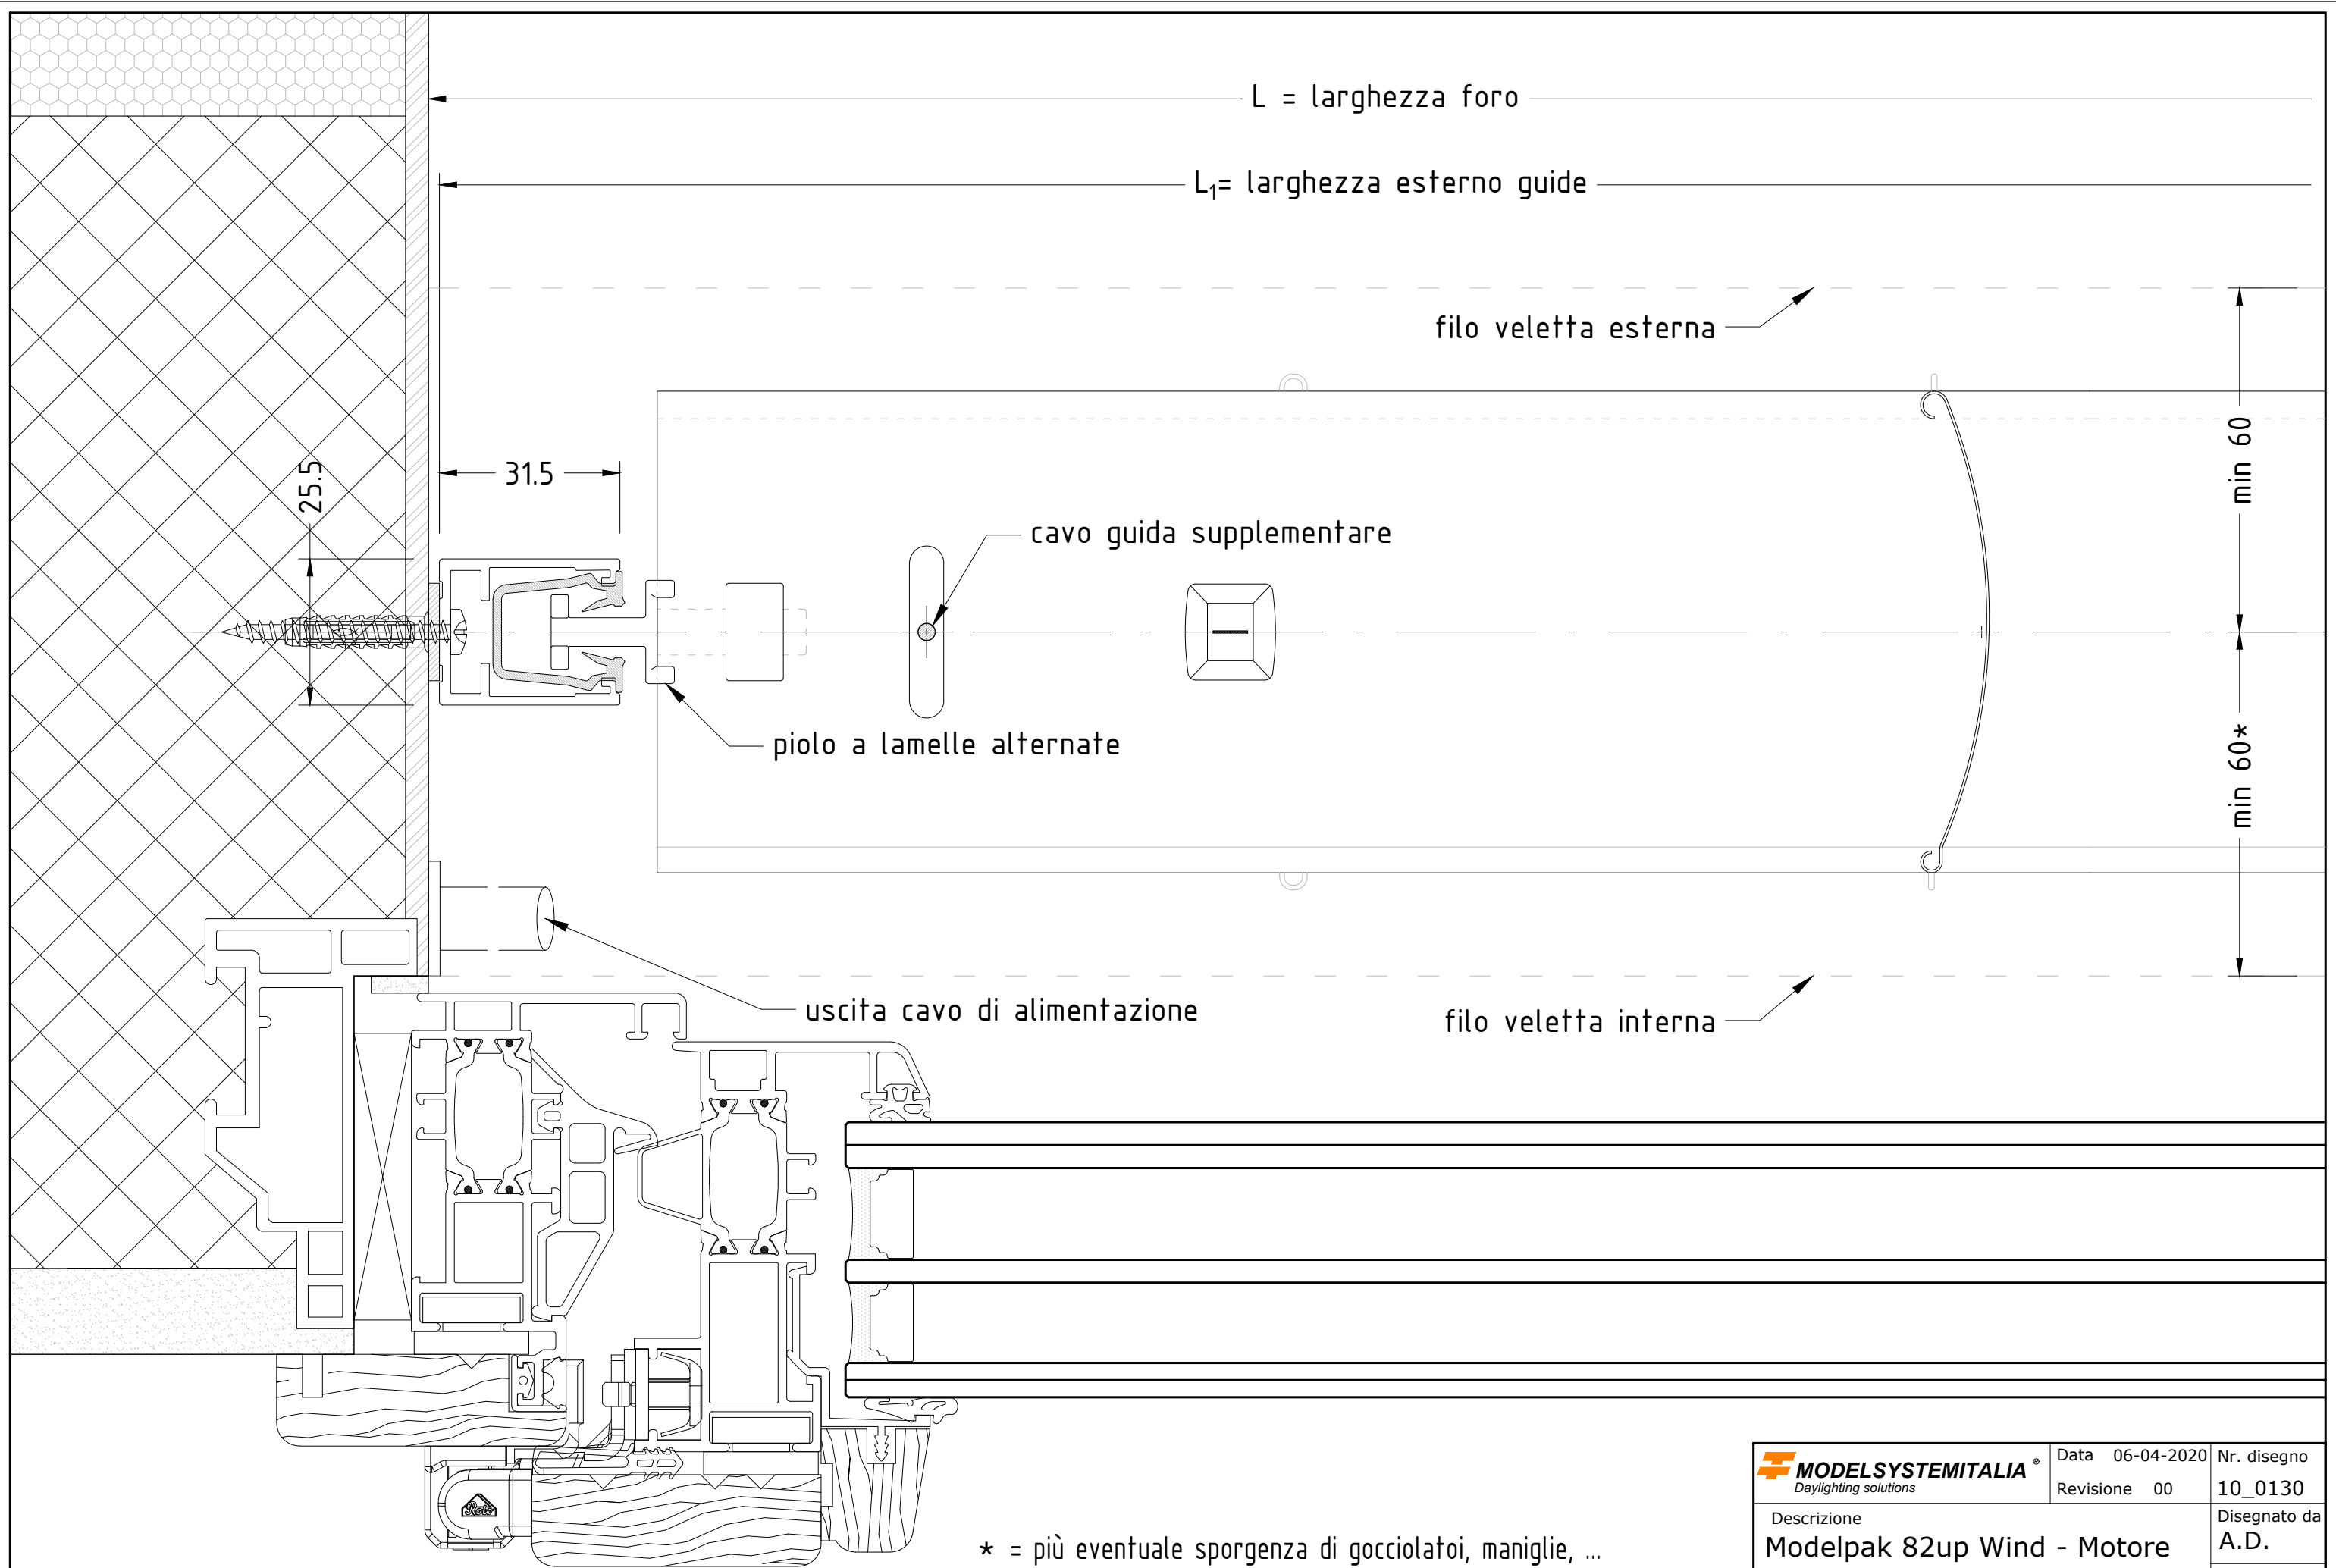 L = larghezza foro
L₁= larghezza esterno guide
filo veletta esterna
min 60
31.5
25.5
cavo guida supplementare
piolo a lamelle alternate
min 60*
uscita cavo di alimentazione
filo veletta interna
Roto
* = più eventuale sporgenza di gocciolatoi, maniglie, ...
MODELSYSTEMITALIA ®
Daylighting solutions
Data 06-04-2020
Revisione 00
Nr. disegno
10_0130
Descrizione
Modelpak 82up Wind - Motore
Disegnato da
A.D.